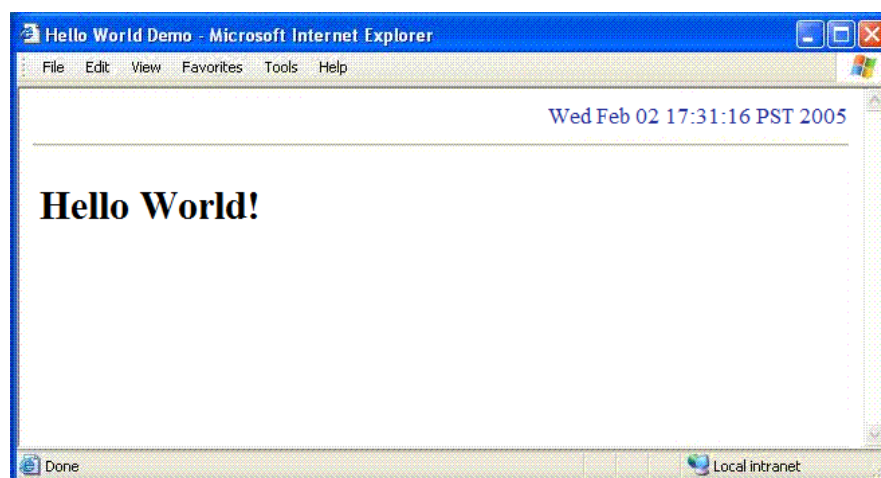 Hello World Demo - Microsoft Internet Explorer
File Edit View Favorites Tools Help
Wed Feb 02 17:31:16 PST 2005
Hello World!
Done Local intranet